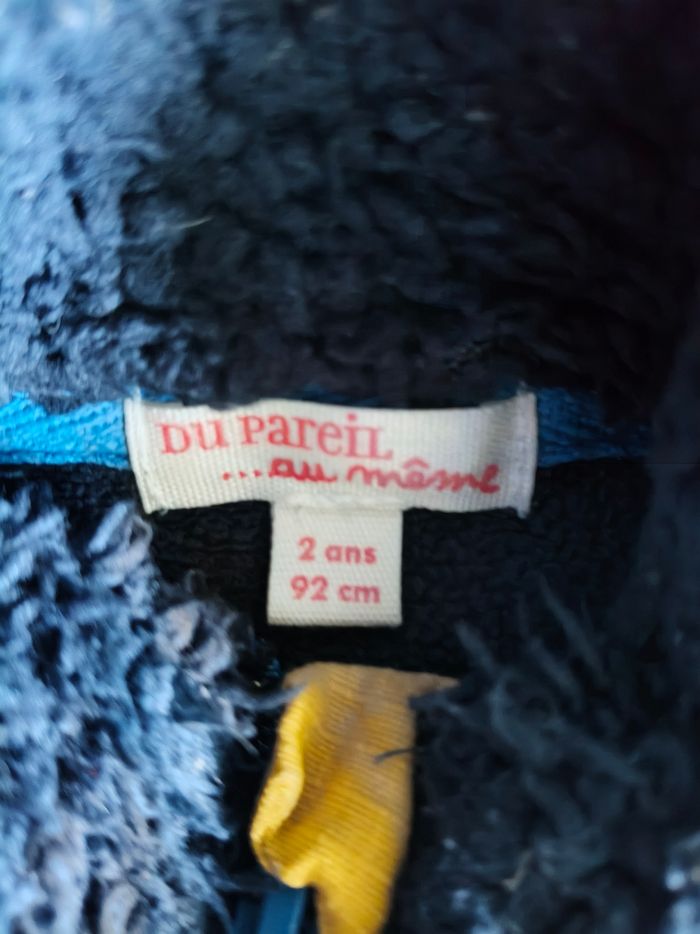 DU PAREIL
...au même
2 ans
92 cm